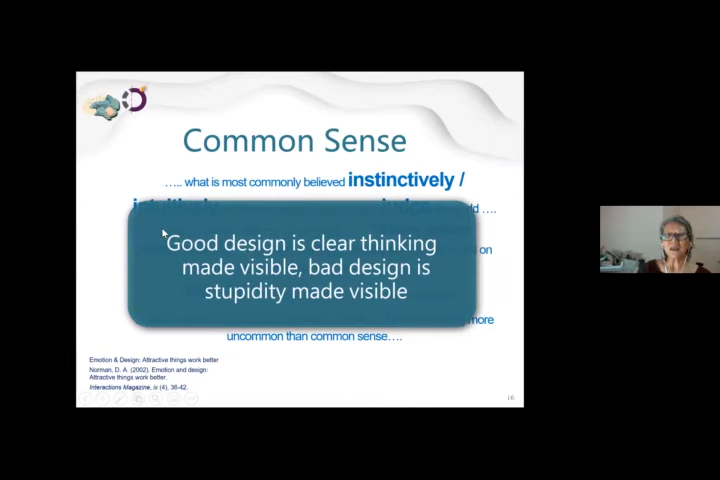 Common Sense
..... what is most commonly believed instinctively /
Good design is clear thinking
made visible, bad design is
stupidity made visible
on
more
uncommon than common sense....
Emotion & Design: Attractive things work better
Norman, D. A. (2002). Emotion and design:
Attractive things work better.
Interactions Magazine, ix (4), 36-42.
16